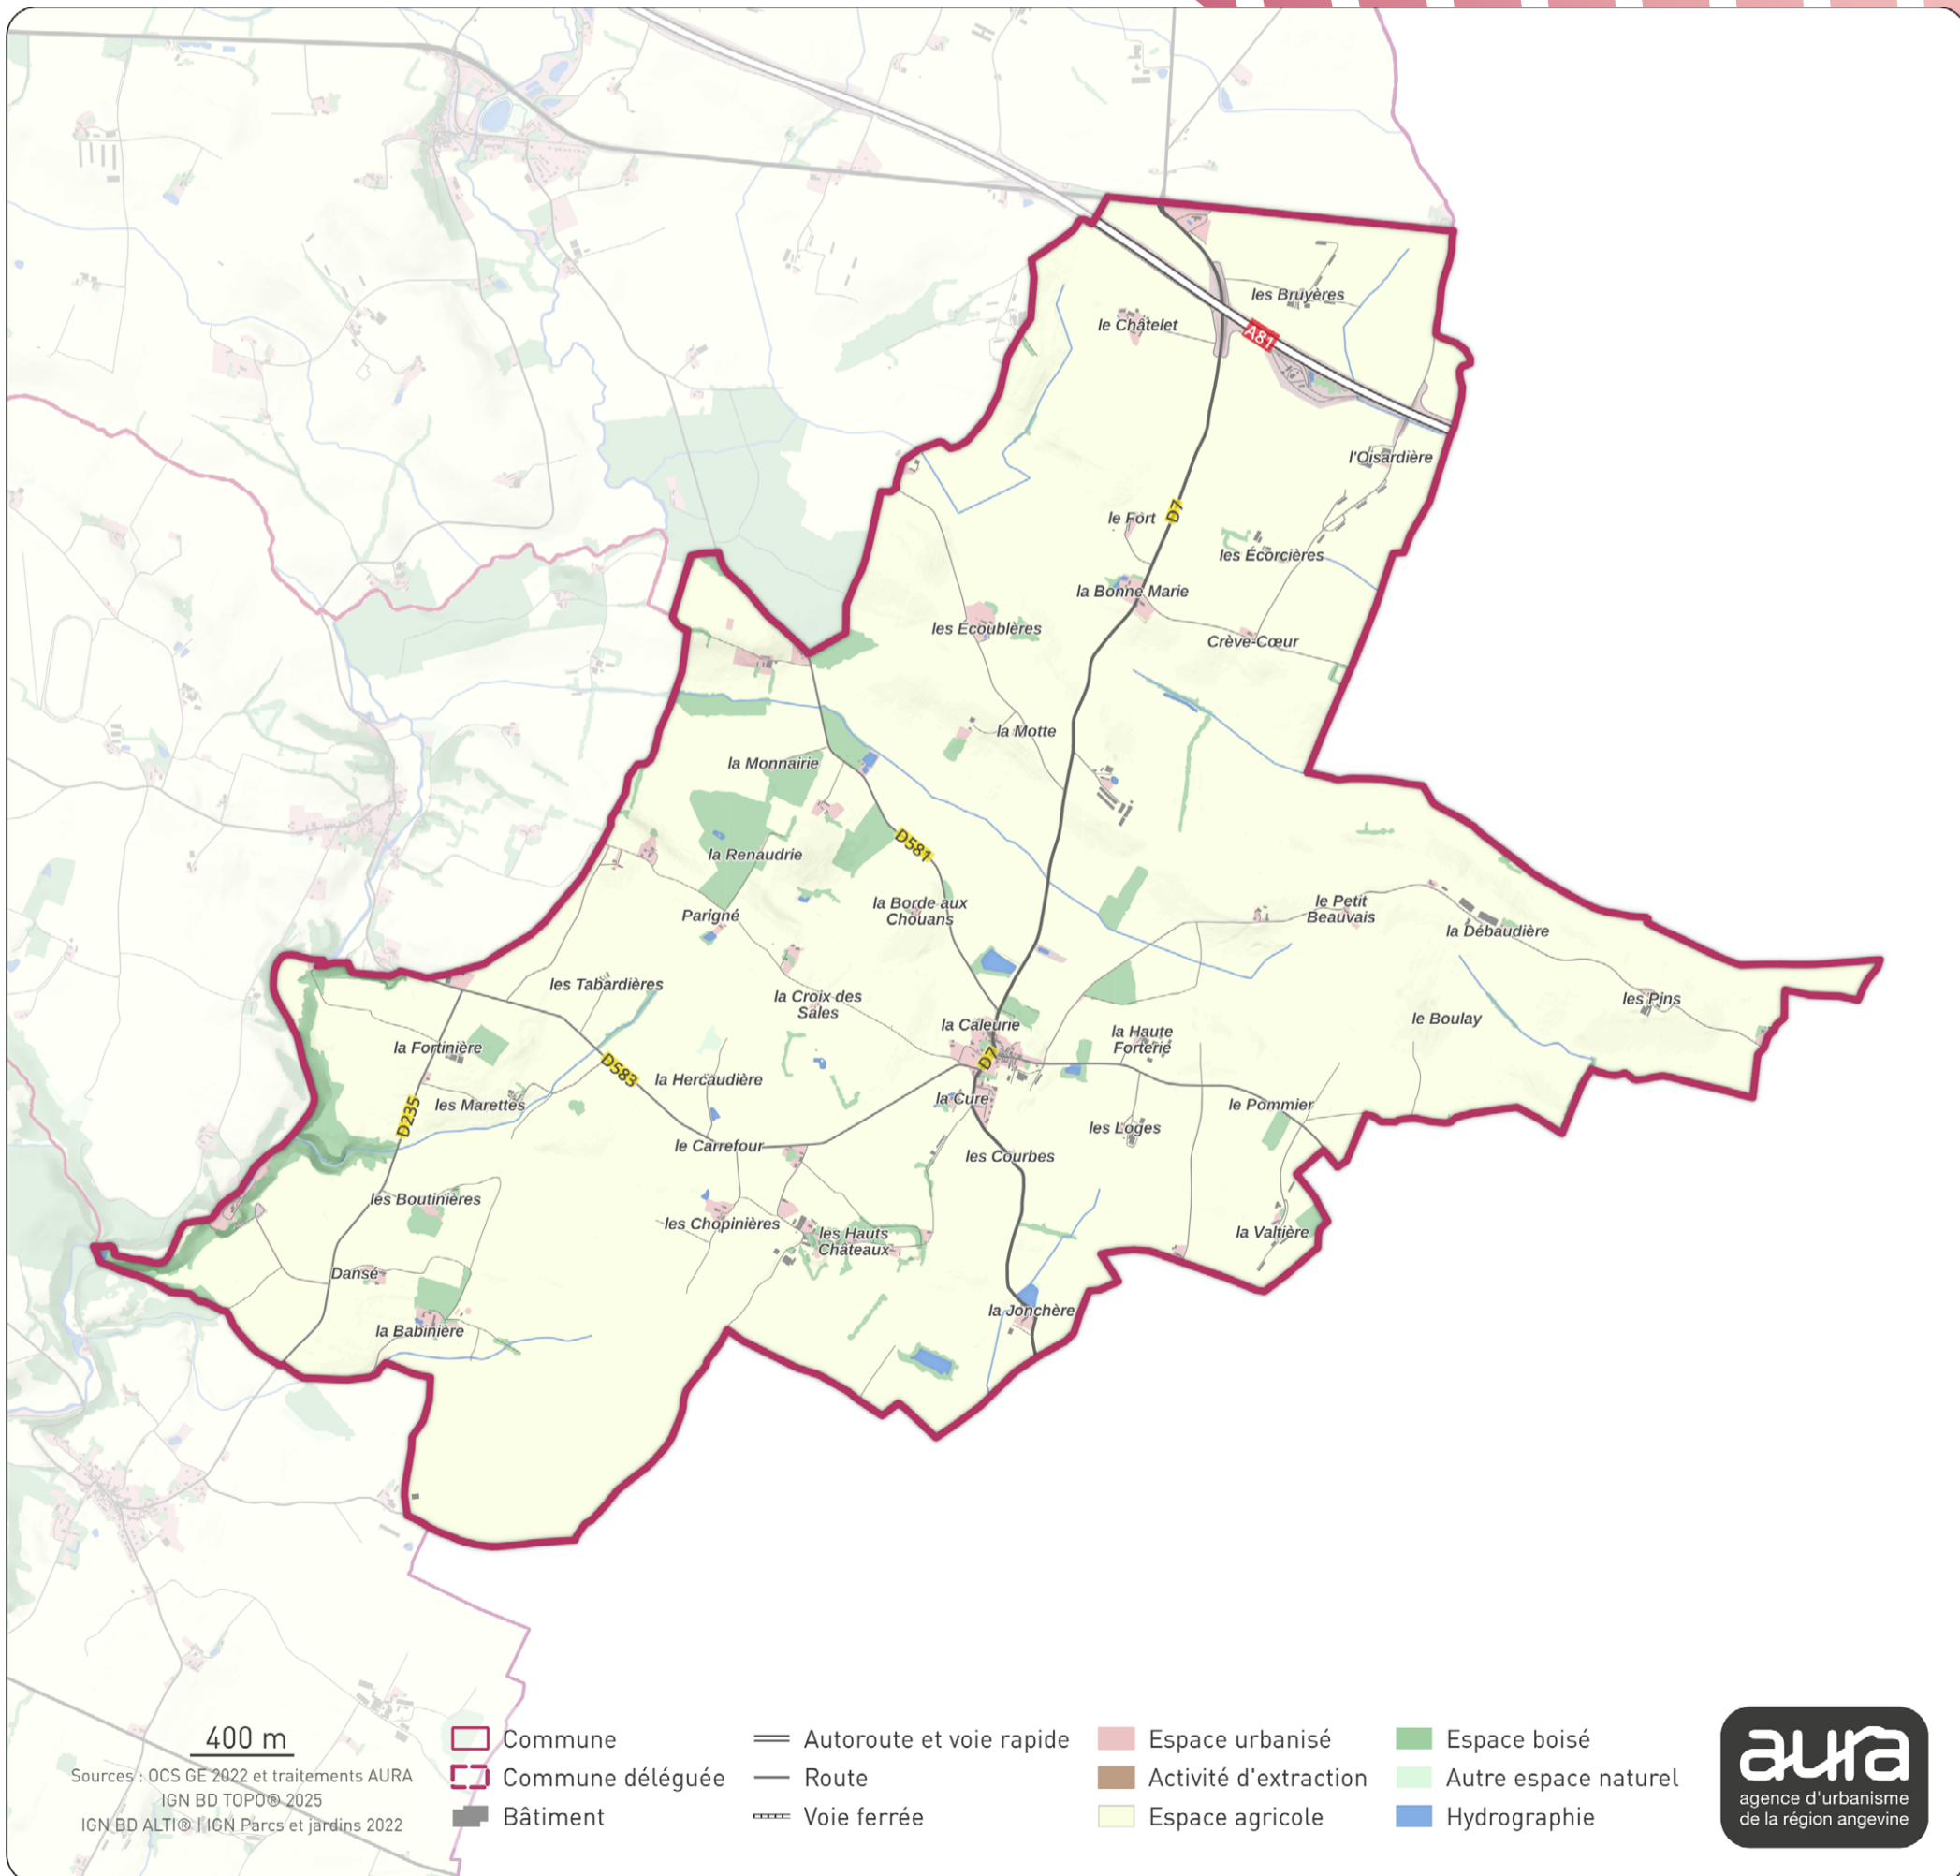 les Bruyères
le Châtelet
A81
l'Oisardière
D7
le Fort
les Écorcières
la Bonne Marie
les Écoublères
Crève-Cœur
la Motte
la Monnairie
D581
la Renaudrie
la Borde aux
Chouans
Parigné
le Petit
Beauvais
la Débaudière
les Tabardières
la Croix des
Sales
les Pins
le Boulay
la Caleurie
la Haute
Forterie
la Fortinière
D7
D583
la Hercaudière
la Cure
les Marettes
le Pommier
D235
les Loges
le Carrefour
les Courbes
les Boutinières
les Chopinières
les Hauts
Châteaux
la Valtière
Dansé
la Jonchère
la Babinière
400 m
Sources : OCS GE 2022 et traitements AURA
IGN BD TOPO® 2025
IGN BD ALTI® | IGN Parcs et jardins 2022
Commune
Commune déléguée
Bâtiment
Autoroute et voie rapide
Route
Voie ferrée
Espace urbanisé
Activité d'extraction
Espace agricole
Espace boisé
Autre espace naturel
Hydrographie
aura
agence d'urbanisme
de la région angevine